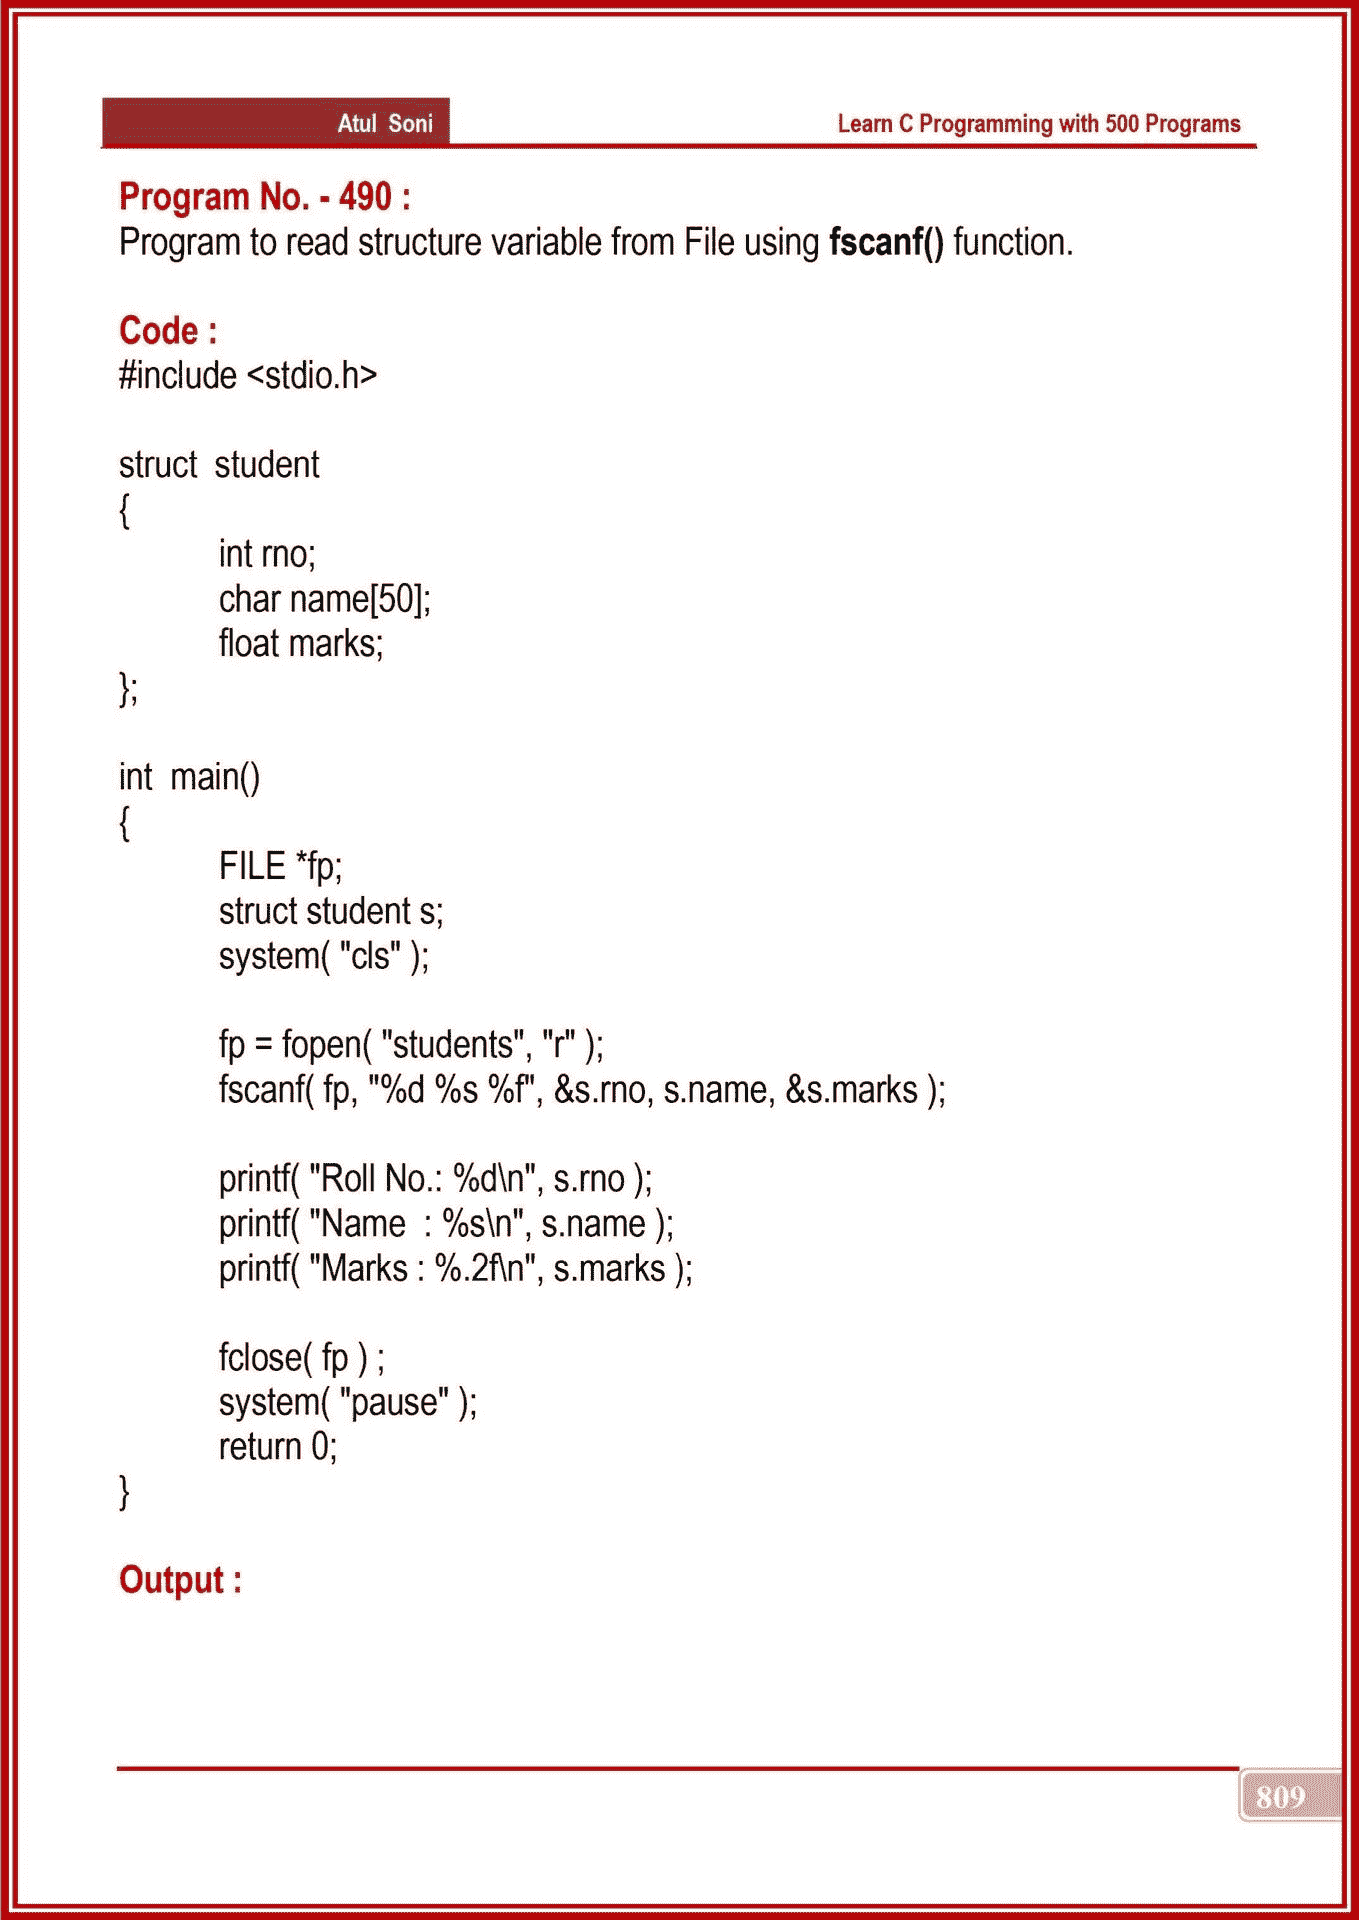 Atul  Soni
Learn C Programming with 500 Programs
Program No. - 490 :
Program to read structure variable from File using fscanf() function.
Code :
#include <stdio.h>
struct  student
{
int rno;
char name[50];
float marks;
};
int  main()
{
FILE *fp;
struct student s;
system( "cls" );
fp = fopen( "students", "r" );
fscanf( fp, "%d %s %f", &s.rno, s.name, &s.marks );
printf( "Roll No.: %d\n", s.rno );
printf( "Name  : %s\n", s.name );
printf( "Marks : %.2f\n", s.marks );
fclose( fp ) ;
system( "pause" );
return 0;
}
Output :
809